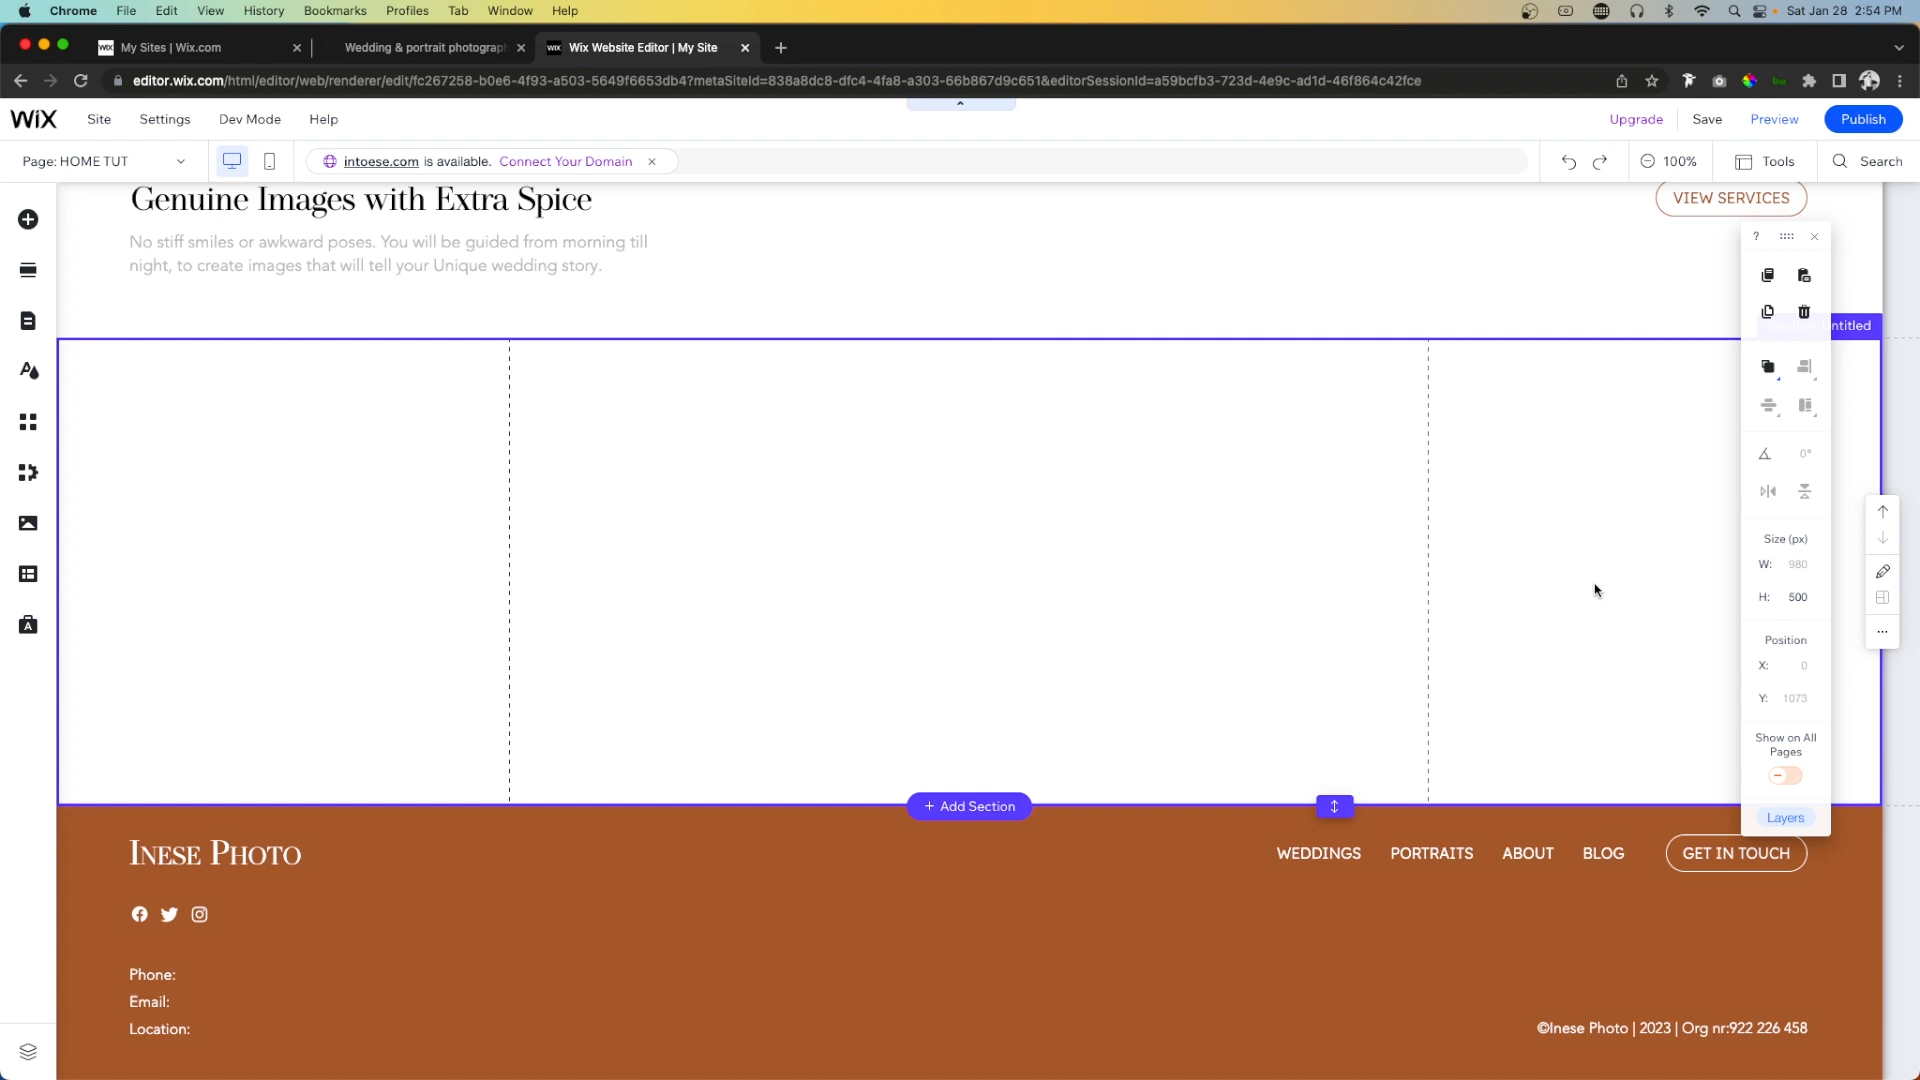 Chrome File Edit View History Bookmarks Profiles Tab Window Help Sat Jan 28 2:54 PM
WiX My Sites | Wix.com
Wedding & portrait photograph
WiX Wix Website Editor | My Site
editor.wix.com/html/editor/web/renderer/edit/fc267258-b0e6-4f93-a503-5649f6653db4?metaSiteId=838a8dc8-dfc4-4fa8-a303-66b867d9c651&editorSessionId=a59bcfb3-723d-4e9c-ad1d-46f864c42fce
WiX Site Settings Dev Mode Help Upgrade Save Preview Publish
Page: HOME TUT intoese.com is available. Connect Your Domain 100% Tools Search
Genuine Images with Extra Spice
VIEW SERVICES
No stiff smiles or awkward poses. You will be guided from morning till
night, to create images that will tell your Unique wedding story.
?
ntitled
0°
Size (px)
W: 980
H: 500
Position
X: 0
Y: 1073
Show on All
Pages
Layers
+ Add Section
INESE PHOTO
WEDDINGS PORTRAITS ABOUT BLOG GET IN TOUCH
Phone:
Email:
Location:
©Inese Photo | 2023 | Org nr:922 226 458